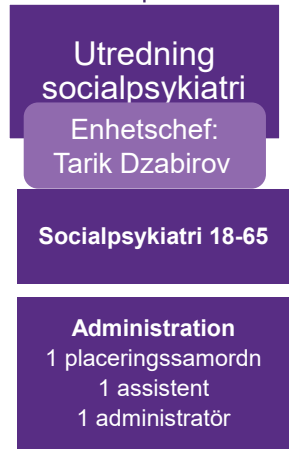 Utredning
socialpsykiatri
Enhetschef:
Tarik Dzabirov
Socialpsykiatri 18-65
Administration
1 placeringssamordn
1 assistent
1 administratör